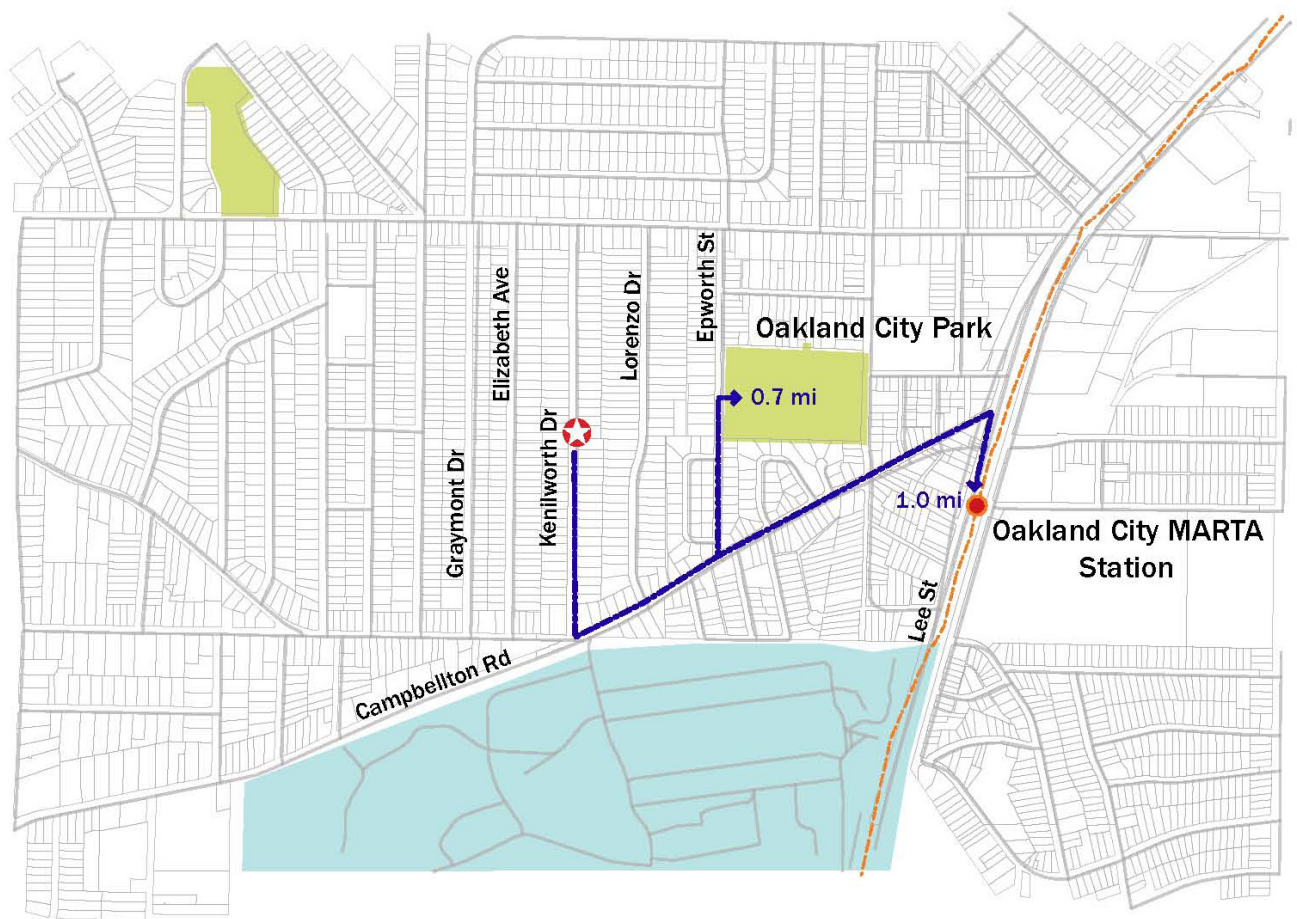 Graymont Dr
Elizabeth Ave
Kenilworth Dr
Lorenzo Dr
Epworth St
Oakland City Park
0.7 mi
1.0 mi
Oakland City MARTA
Station
Lee St
Campbellton Rd